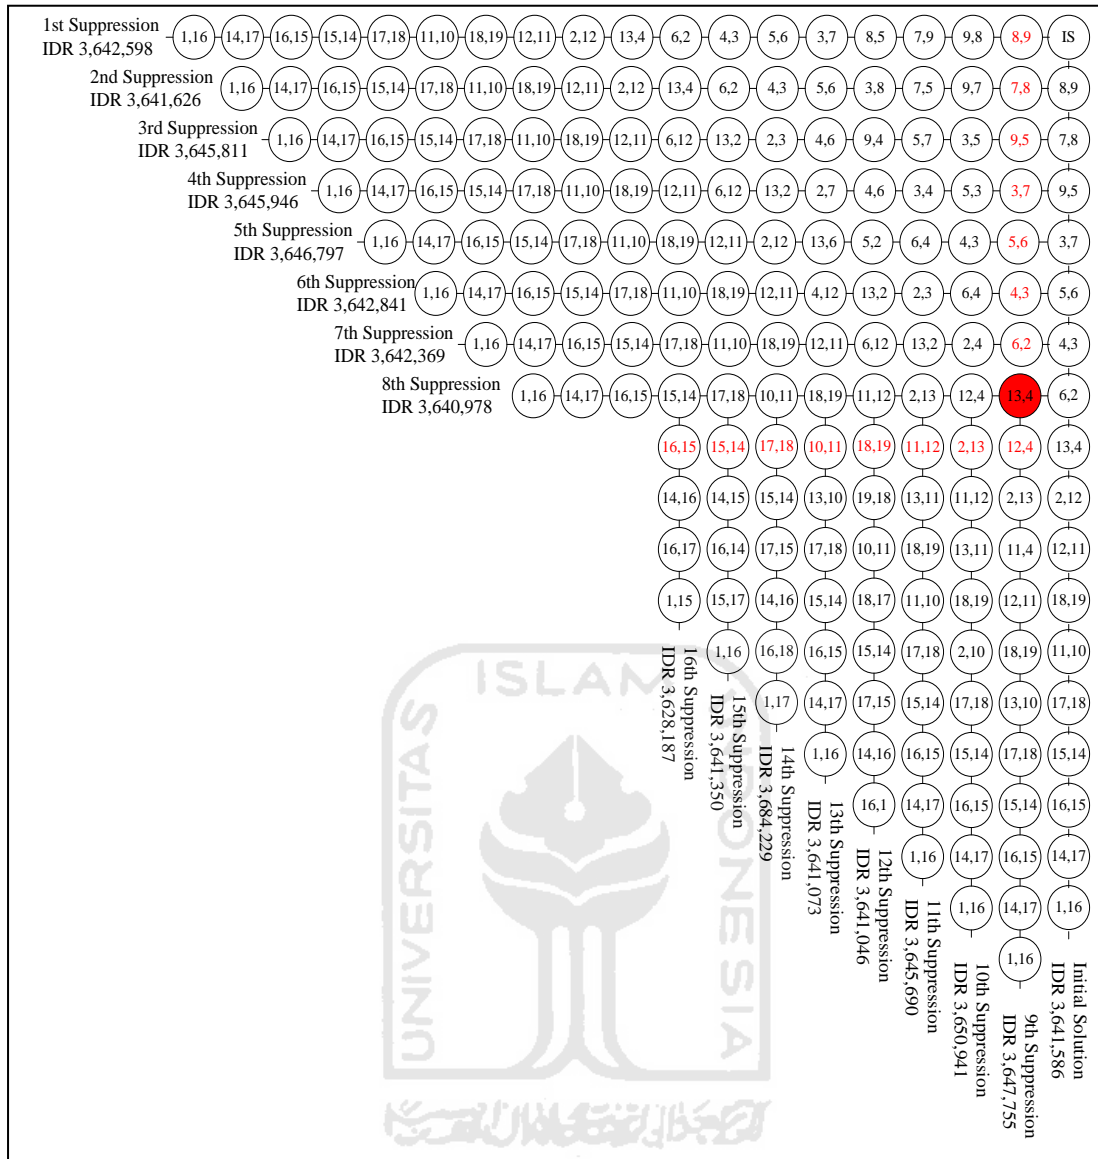 1st Suppression
IDR 3,642,598
1,16 14,17 16,15 15,14 17,18 11,10 18,19 12,11 2,12 13,4 6,2 4,3 5,6 3,7 8,5 7,9 9,8 8,9 IS
2nd Suppression
IDR 3,641,626
1,16 14,17 16,15 15,14 17,18 11,10 18,19 12,11 2,12 13,4 6,2 4,3 5,6 3,8 7,5 9,7 7,8 8,9
3rd Suppression
IDR 3,645,811
1,16 14,17 16,15 15,14 17,18 11,10 18,19 12,11 6,12 13,2 2,3 4,6 9,4 5,7 3,5 9,5 7,8
4th Suppression
IDR 3,645,946
1,16 14,17 16,15 15,14 17,18 11,10 18,19 12,11 6,12 13,2 2,7 4,6 3,4 5,3 3,7 9,5
5th Suppression
IDR 3,646,797
1,16 14,17 16,15 15,14 17,18 11,10 18,19 12,11 2,12 13,6 5,2 6,4 4,3 5,6 3,7
6th Suppression
IDR 3,642,841
1,16 14,17 16,15 15,14 17,18 11,10 18,19 12,11 4,12 13,2 2,3 6,4 4,3 5,6
7th Suppression
IDR 3,642,369
1,16 14,17 16,15 15,14 17,18 11,10 18,19 12,11 6,12 13,2 2,4 6,2 4,3
8th Suppression
IDR 3,640,978
1,16 14,17 16,15 15,14 17,18 10,11 18,19 11,12 2,13 12,4 13,4 6,2
16,15 15,14 17,18 10,11 18,19 11,12 2,13 12,4 13,4
14,16 14,15 15,14 13,10 19,18 13,11 11,12 2,13 2,12
16,17 16,14 17,15 17,18 10,11 18,19 13,11 11,4 12,11
1,15 15,17 14,16 15,14 18,17 11,10 18,19 12,11 18,19
1,16 16,18 16,15 15,14 17,18 2,10 18,19 11,10
1,17 14,17 17,15 15,14 17,18 13,10 17,18
1,16 14,16 16,15 15,14 17,18 15,14
16,1 14,17 16,15 15,14 16,15
1,16 14,17 16,15 14,17
1,16 14,17 1,16
1,16
16th Suppression
IDR 3,628,187
15th Suppression
IDR 3,641,350
14th Suppression
IDR 3,684,229
13th Suppression
IDR 3,641,073
12th Suppression
IDR 3,641,046
11th Suppression
IDR 3,645,690
10th Suppression
IDR 3,650,941
9th Suppression
IDR 3,647,755
Initial Solution
IDR 3,641,586
UNIVERSITAS
ISLAM
INDONESIA